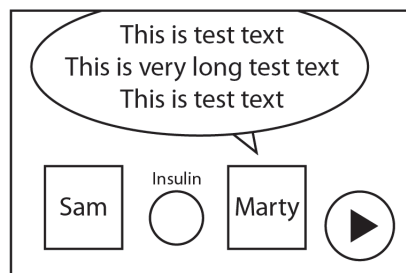 This is test text
This is very long test text
This is test text
Insulin
Sam
Marty